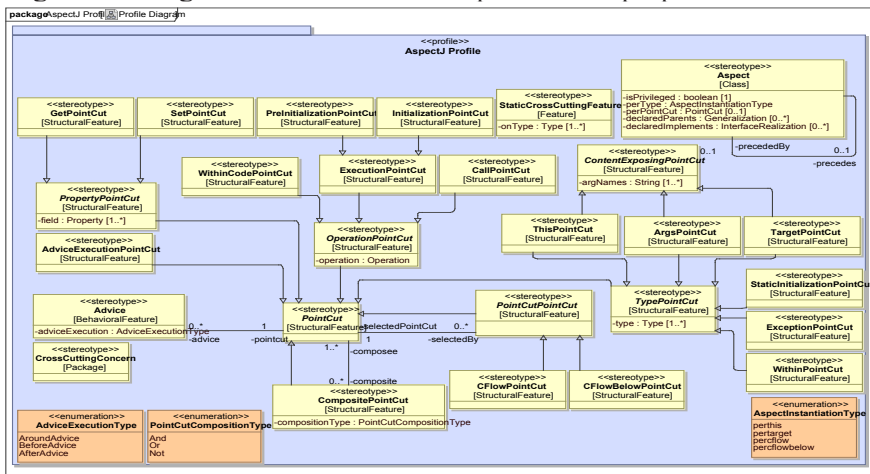 package AspectJ Profil Profile Diagram
<<profile>>
AspectJ Profile
<<stereotype>>
Aspect
[Class]
-isPrivileged : boolean [1]
-perType : AspectInstantiationType
-perPointCut : PointCut [0..1]
-declaredParents : Generalization [0..*]
-declaredImplements : InterfaceRealization [0..*]
0..1
-precededBy
0..1
-precedes
<<stereotype>>
GetPointCut
[StructuralFeature]
<<stereotype>>
SetPointCut
[StructuralFeature]
<<stereotype>>
PreInitializationPointCut
[StructuralFeature]
<<stereotype>>
InitializationPointCut
[StructuralFeature]
<<stereotype>>
StaticCrossCuttingFeature
[Feature]
-onType : Type [1..*]
<<stereotype>>
WithinCodePointCut
[StructuralFeature]
<<stereotype>>
ExecutionPointCut
[StructuralFeature]
<<stereotype>>
CallPointCut
[StructuralFeature]
<<stereotype>>
ContentExposingPointCut
[StructuralFeature]
-argNames : String [1..*]
<<stereotype>>
PropertyPointCut
[StructuralFeature]
-field : Property [1..*]
<<stereotype>>
OperationPointCut
[StructuralFeature]
-operation : Operation
<<stereotype>>
ThisPointCut
[StructuralFeature]
<<stereotype>>
ArgsPointCut
[StructuralFeature]
<<stereotype>>
TargetPointCut
[StructuralFeature]
<<stereotype>>
AdviceExecutionPointCut
[StructuralFeature]
<<stereotype>>
Advice
[BehavioralFeature]
-adviceExecution : AdviceExecutionType
0..*
-advice
1
-pointcut
<<stereotype>>
PointCut
[StructuralFeature]
-selectedPointCut
1
0..*
-selectedBy
1..*
-composee
0..*
-composite
<<stereotype>>
PointCutPointCut
[StructuralFeature]
<<stereotype>>
TypePointCut
[StructuralFeature]
-type : Type [1..*]
<<stereotype>>
StaticInitializationPointCut
[StructuralFeature]
<<stereotype>>
ExceptionPointCut
[StructuralFeature]
<<stereotype>>
WithinPointCut
[StructuralFeature]
<<stereotype>>
CrossCuttingConcern
[Package]
<<stereotype>>
CompositePointCut
[StructuralFeature]
-compositionType : PointCutCompositionType
<<stereotype>>
CFlowPointCut
[StructuralFeature]
<<stereotype>>
CFlowBelowPointCut
[StructuralFeature]
<<enumeration>>
AdviceExecutionType
AroundAdvice
BeforeAdvice
AfterAdvice
<<enumeration>>
PointCutCompositionType
And
Or
Not
<<enumeration>>
AspectInstantiationType
perthis
pertarget
percflow
percflowbelow